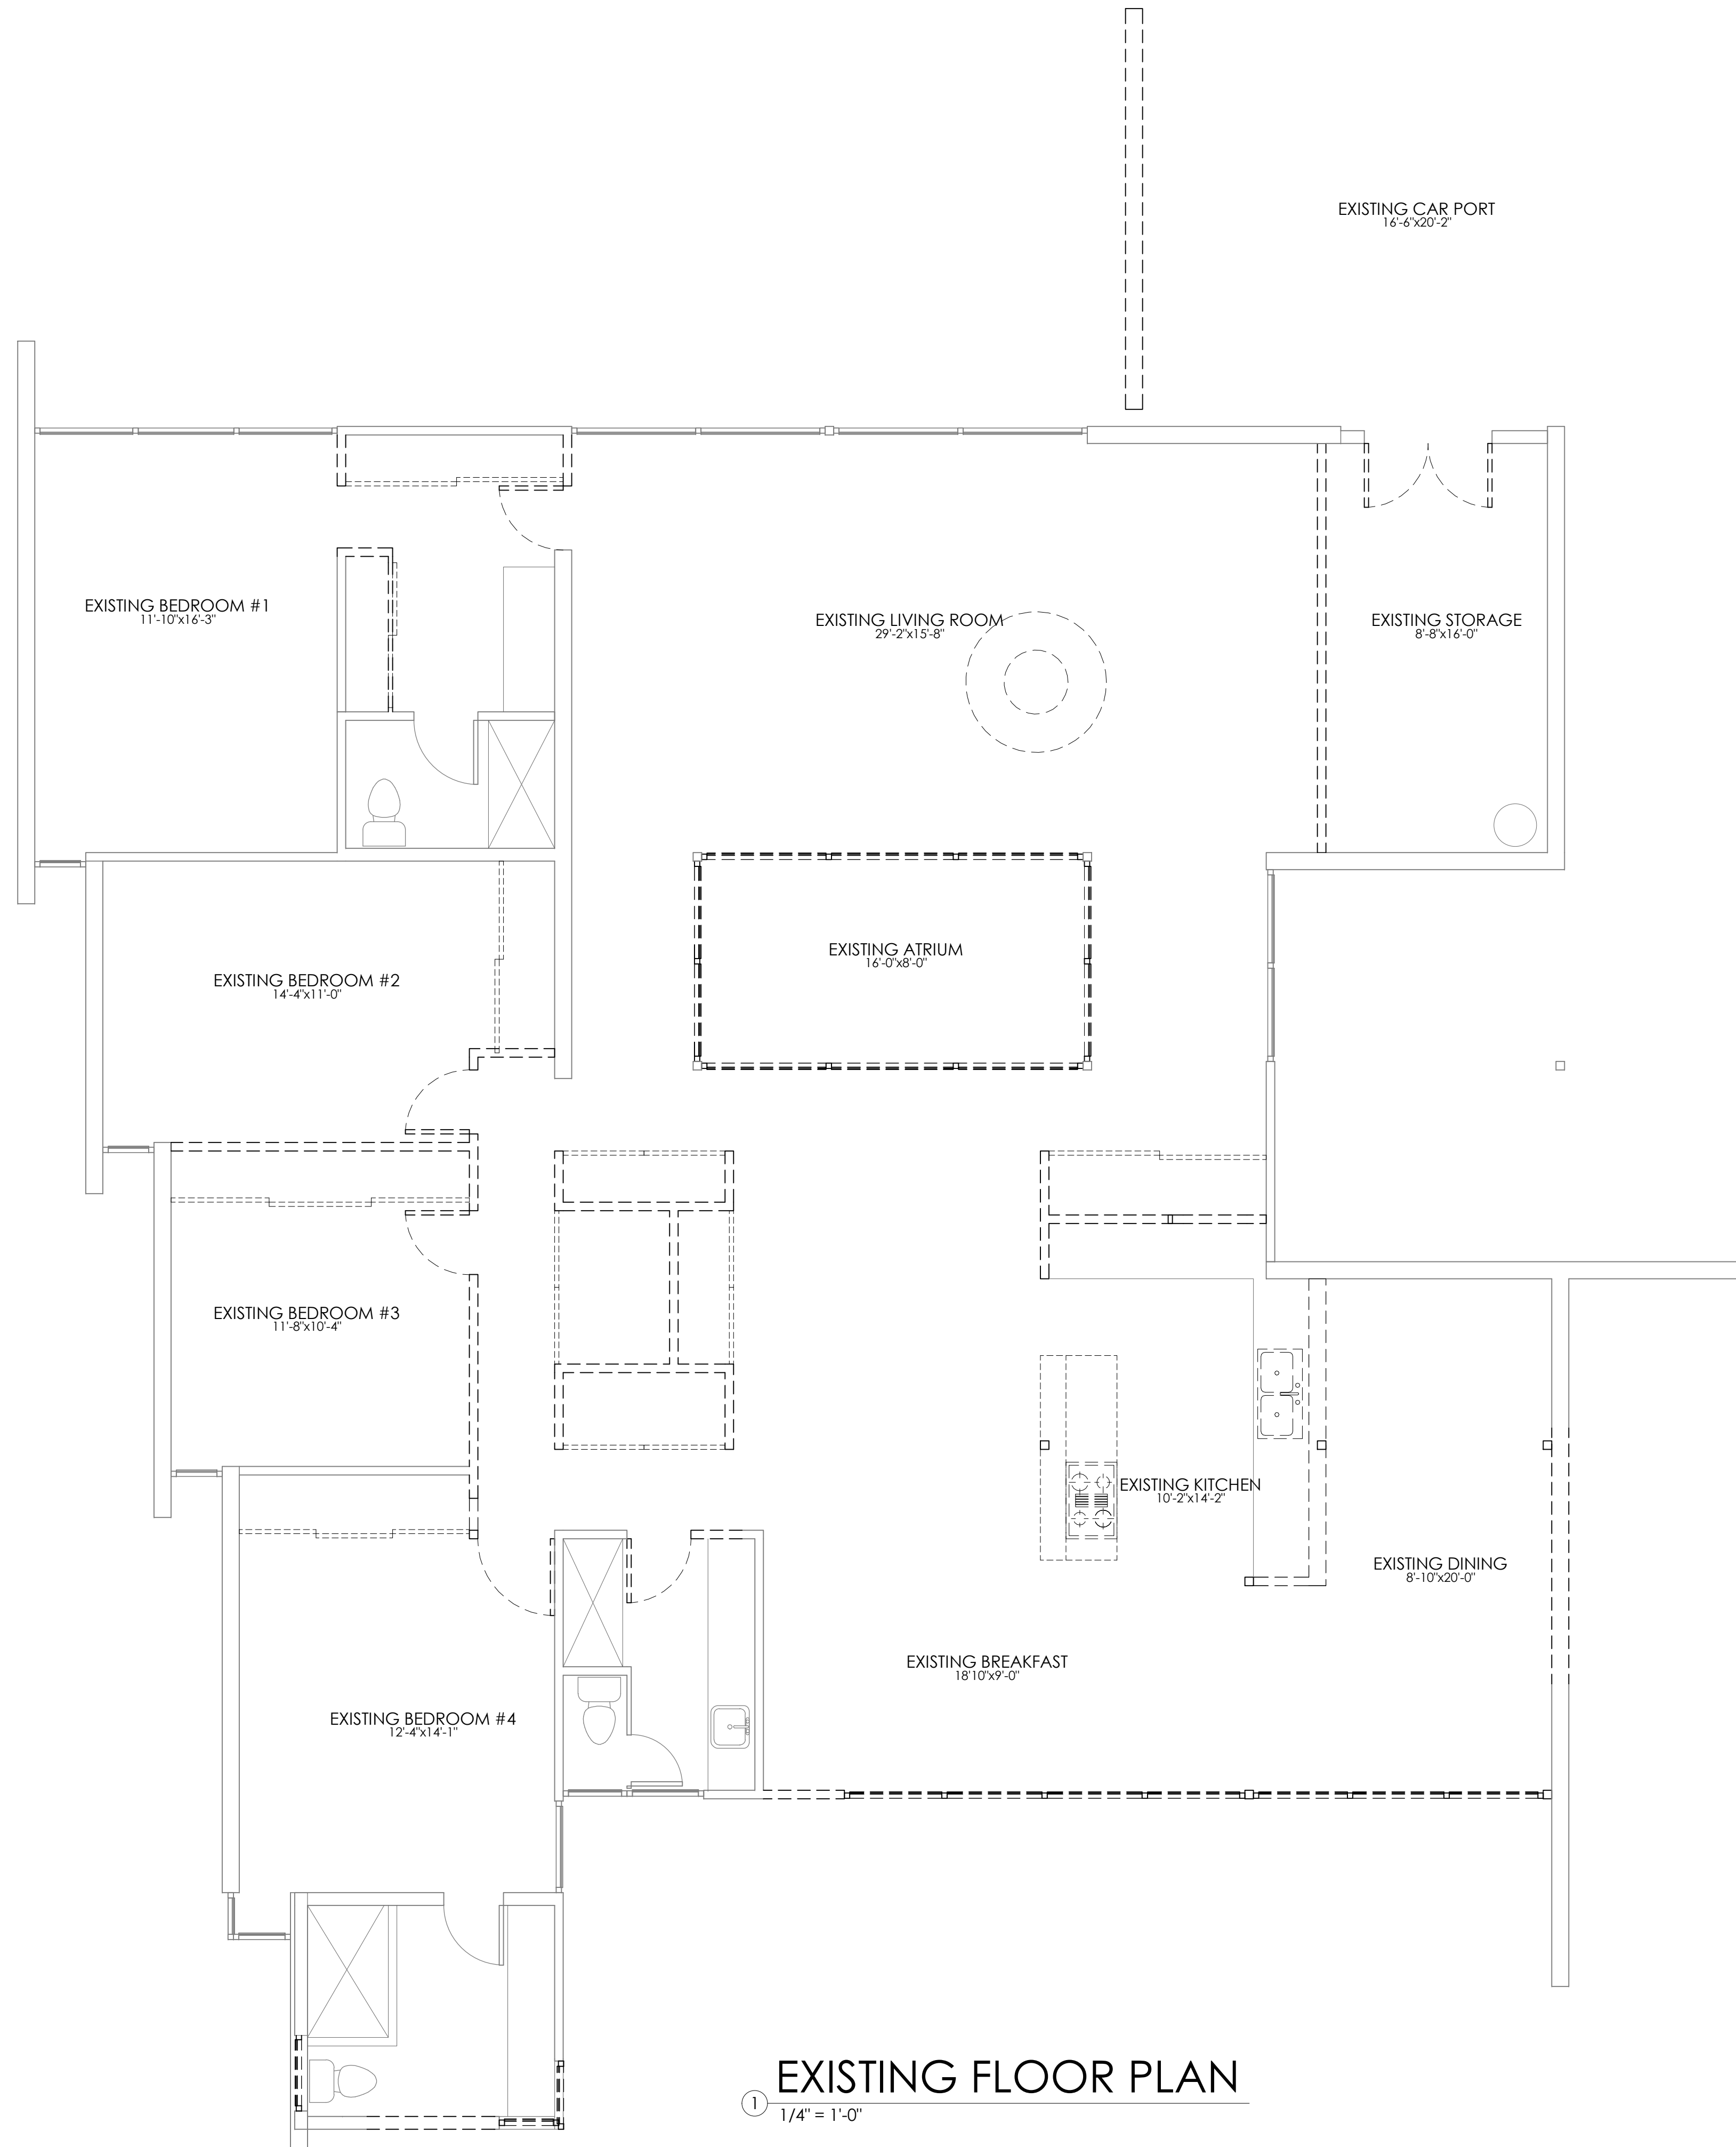 EXISTING CAR PORT
16'-6"x20'-2"
EXISTING BEDROOM #1
11'-10"x16'-3"
EXISTING LIVING ROOM
29'-2"x15'-8"
EXISTING STORAGE
8'-8"x16'-0"
EXISTING ATRIUM
16'-0"x8'-0"
EXISTING BEDROOM #2
14'-4"x11'-0"
EXISTING BEDROOM #3
11'-8"x10'-4"
EXISTING KITCHEN
10'-2"x14'-2"
EXISTING DINING
8'-10"x20'-0"
EXISTING BREAKFAST
18'10"x9'-0"
EXISTING BEDROOM #4
12'-4"x14'-1"
EXISTING FLOOR PLAN
1
1/4" = 1'-0"